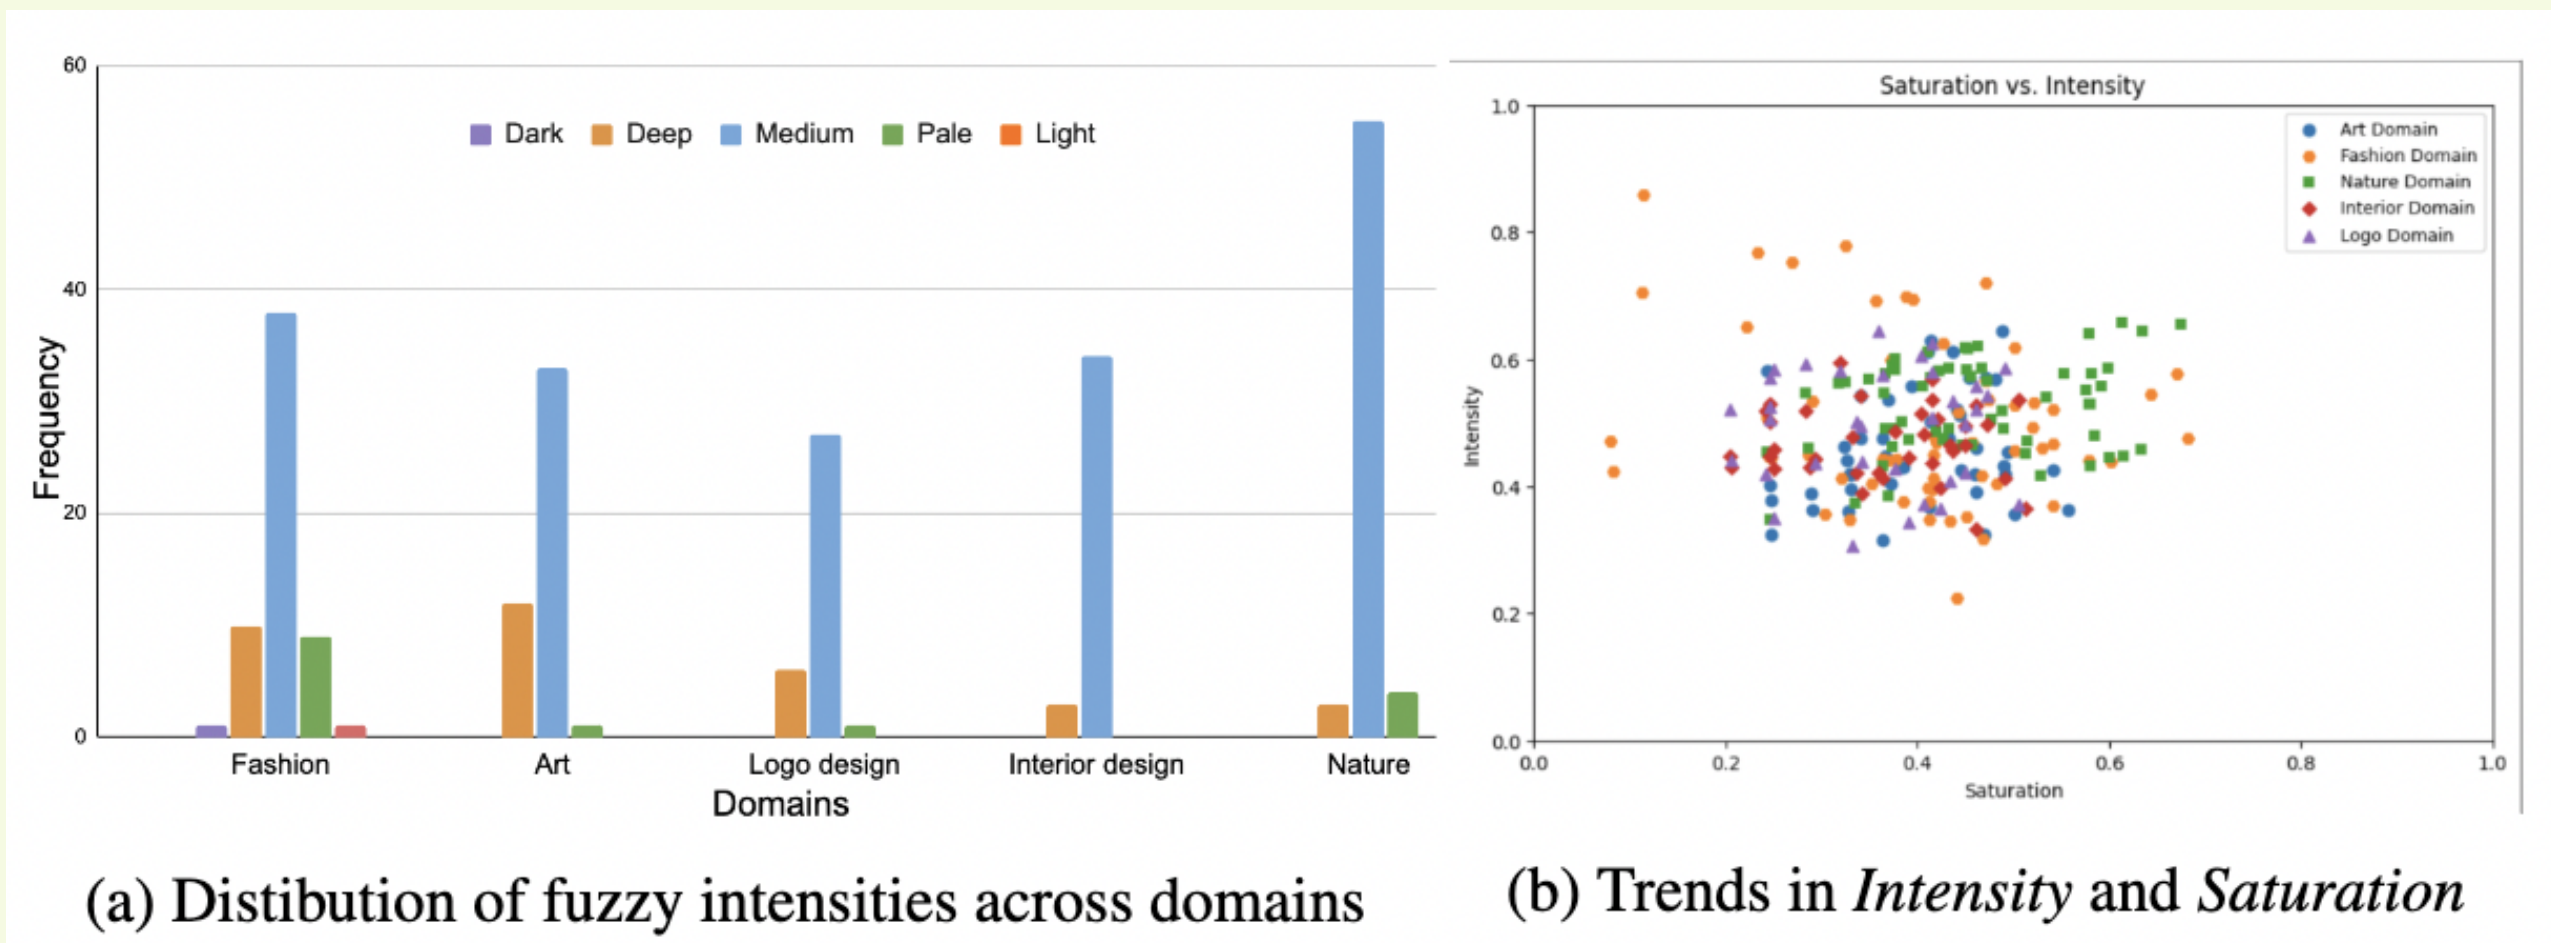 60
40
20
0
Frequency
Dark Deep Medium Pale Light
Fashion Art Logo design Interior design Nature
Domains
(a) Distibution of fuzzy intensities across domains
Saturation vs. Intensity
1.0
0.8
0.6
0.4
0.2
0.0
Intensity
Art Domain
Fashion Domain
Nature Domain
Interior Domain
Logo Domain
0.0 0.2 0.4 0.6 0.8 1.0
Saturation
(b) Trends in Intensity and Saturation